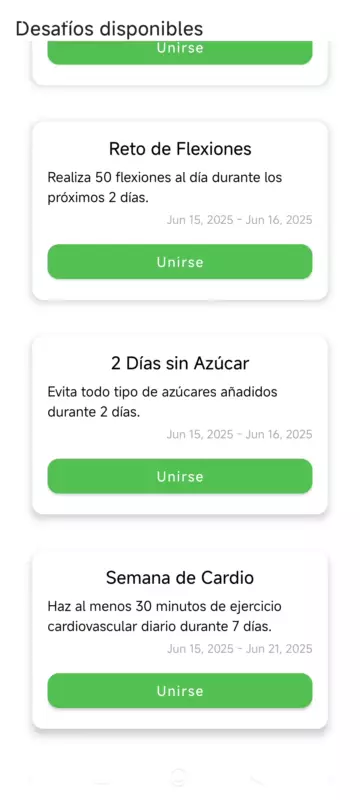 Desafíos disponibles
Unirse
Reto de Flexiones
Realiza 50 flexiones al día durante los
próximos 2 días.
Jun 15, 2025 - Jun 16, 2025
Unirse
2 Días sin Azúcar
Evita todo tipo de azúcares añadidos
durante 2 días.
Jun 15, 2025 - Jun 16, 2025
Unirse
Semana de Cardio
Haz al menos 30 minutos de ejercicio
cardiovascular diario durante 7 días.
Jun 15, 2025 - Jun 21, 2025
Unirse